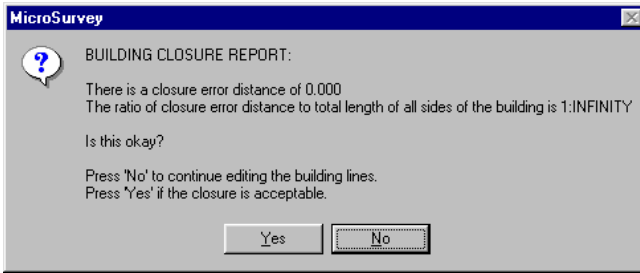 MicroSurvey
BUILDING CLOSURE REPORT:
There is a closure error distance of 0.000
The ratio of closure error distance to total length of all sides of the building is 1:INFINITY
Is this okay?
Press 'No' to continue editing the building lines.
Press 'Yes' if the closure is acceptable.
Yes No